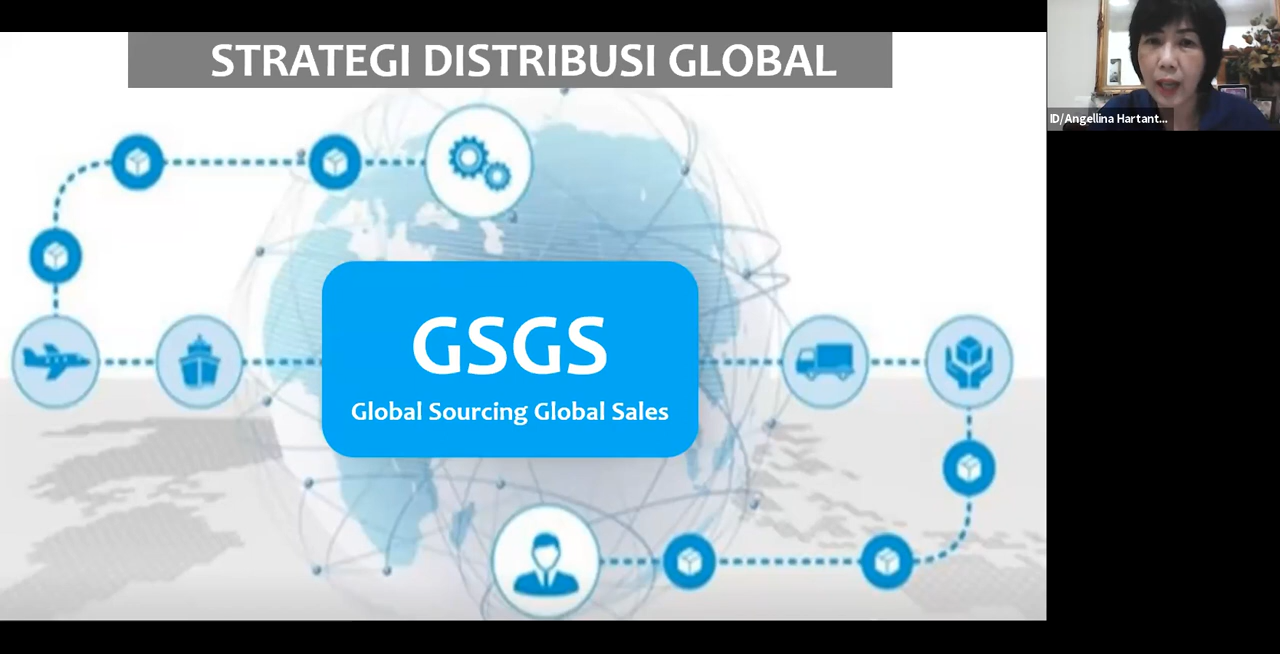 STRATEGI DISTRIBUSI GLOBAL
ID/Angellina Hartant...
GSGS
Global Sourcing Global Sales